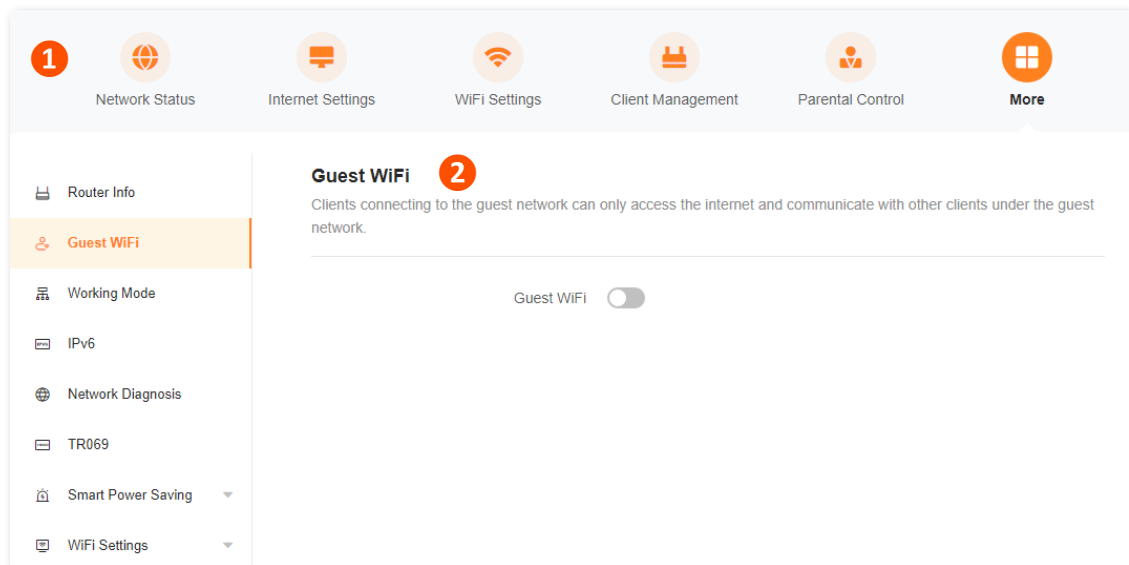 1
Network Status
Internet Settings
WiFi Settings
Client Management
Parental Control
More
Router Info
Guest WiFi
Working Mode
IPv6
Network Diagnosis
TR069
Smart Power Saving
WiFi Settings
Guest WiFi 2
Clients connecting to the guest network can only access the internet and communicate with other clients under the guest
network.
Guest WiFi